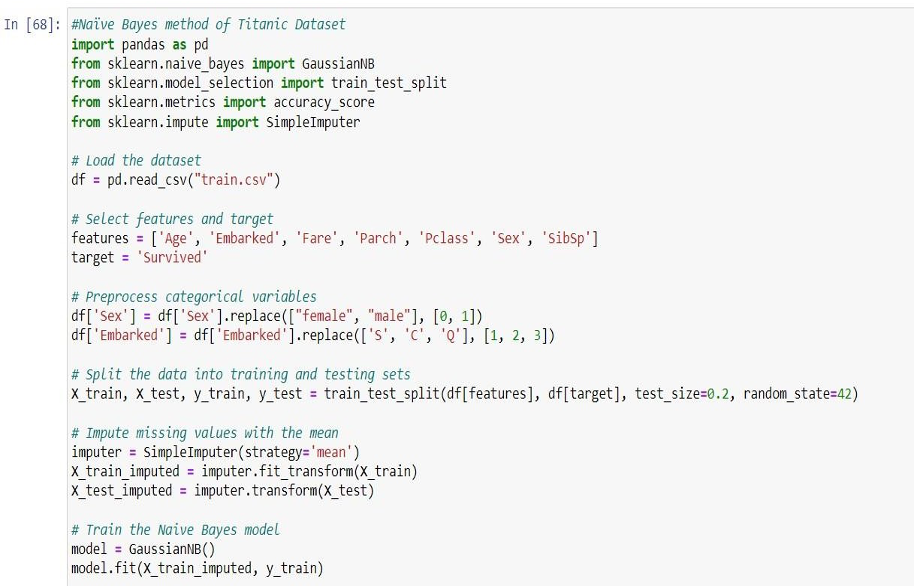 In [68]: #Naïve Bayes method of Titanic Dataset
import pandas as pd
from sklearn.naive_bayes import GaussianNB
from sklearn.model_selection import train_test_split
from sklearn.metrics import accuracy_score
from sklearn.impute import SimpleImputer

# Load the dataset
df = pd.read_csv("train.csv")

# Select features and target
features = ['Age', 'Embarked', 'Fare', 'Parch', 'Pclass', 'Sex', 'SibSp']
target = 'Survived'

# Preprocess categorical variables
df['Sex'] = df['Sex'].replace(["female", "male"], [0, 1])
df['Embarked'] = df['Embarked'].replace(['S', 'C', 'Q'], [1, 2, 3])

# Split the data into training and testing sets
X_train, X_test, y_train, y_test = train_test_split(df[features], df[target], test_size=0.2, random_state=42)

# Impute missing values with the mean
imputer = SimpleImputer(strategy='mean')
X_train_imputed = imputer.fit_transform(X_train)
X_test_imputed = imputer.transform(X_test)

# Train the Naive Bayes model
model = GaussianNB()
model.fit(X_train_imputed, y_train)